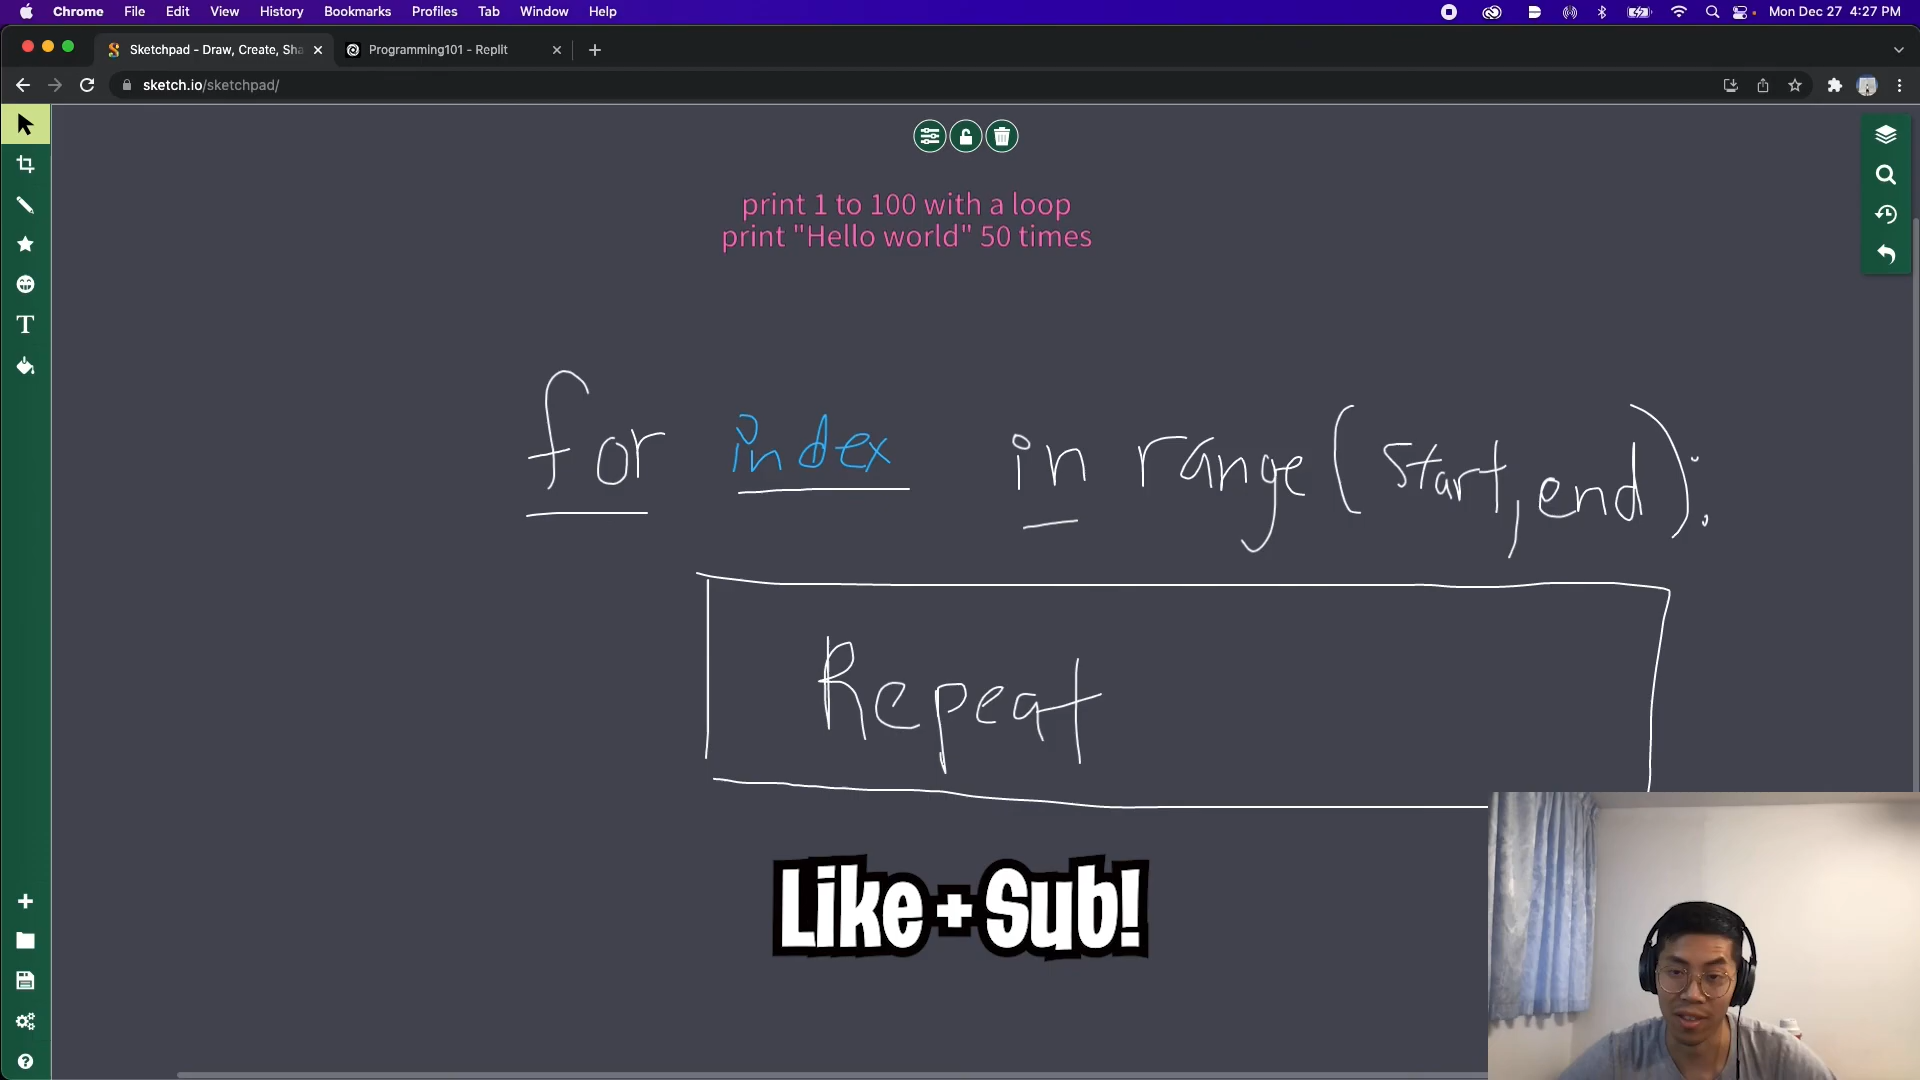 Chrome File Edit View History Bookmarks Profiles Tab Window Help Mon Dec 27 4:27 PM
Sketchpad - Draw, Create, Sha Programming101 - Replit
sketch.io/sketchpad/
print 1 to 100 with a loop
print "Hello world" 50 times
for index in range(start, end):
Repeat
T
Like + Sub!